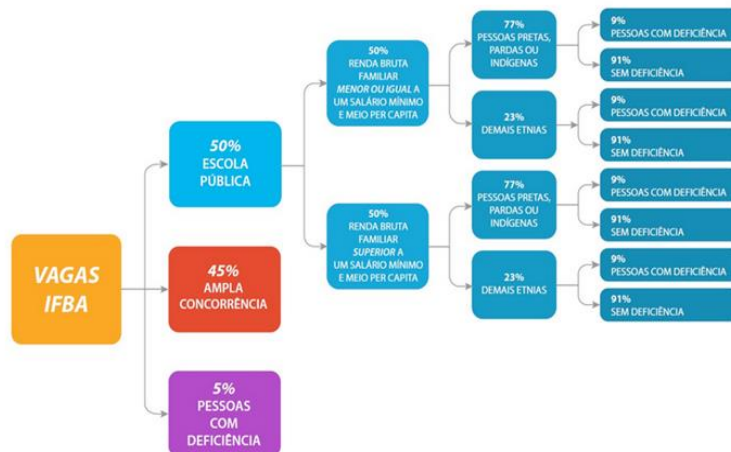 VAGAS
IFBA
50%
ESCOLA
PÚBLICA
45%
AMPLA
CONCORRÊNCIA
5%
PESSOAS
COM
DEFICIÊNCIA
50%
RENDA BRUTA
FAMILIAR
MENOR OU IGUAL A
UM SALÁRIO MÍNIMO
E MEIO PER CAPITA
50%
RENDA BRUTA
FAMILIAR
SUPERIOR A
UM SALÁRIO MÍNIMO
E MEIO PER CAPITA
77%
PESSOAS PRETAS,
PARDAS OU
INDÍGENAS
23%
DEMAIS ETNIAS
77%
PESSOAS PRETAS,
PARDAS OU
INDÍGENAS
23%
DEMAIS ETNIAS
9%
PESSOAS COM DEFICIÊNCIA
91%
SEM DEFICIÊNCIA
9%
PESSOAS COM DEFICIÊNCIA
91%
SEM DEFICIÊNCIA
9%
PESSOAS COM DEFICIÊNCIA
91%
SEM DEFICIÊNCIA
9%
PESSOAS COM DEFICIÊNCIA
91%
SEM DEFICIÊNCIA